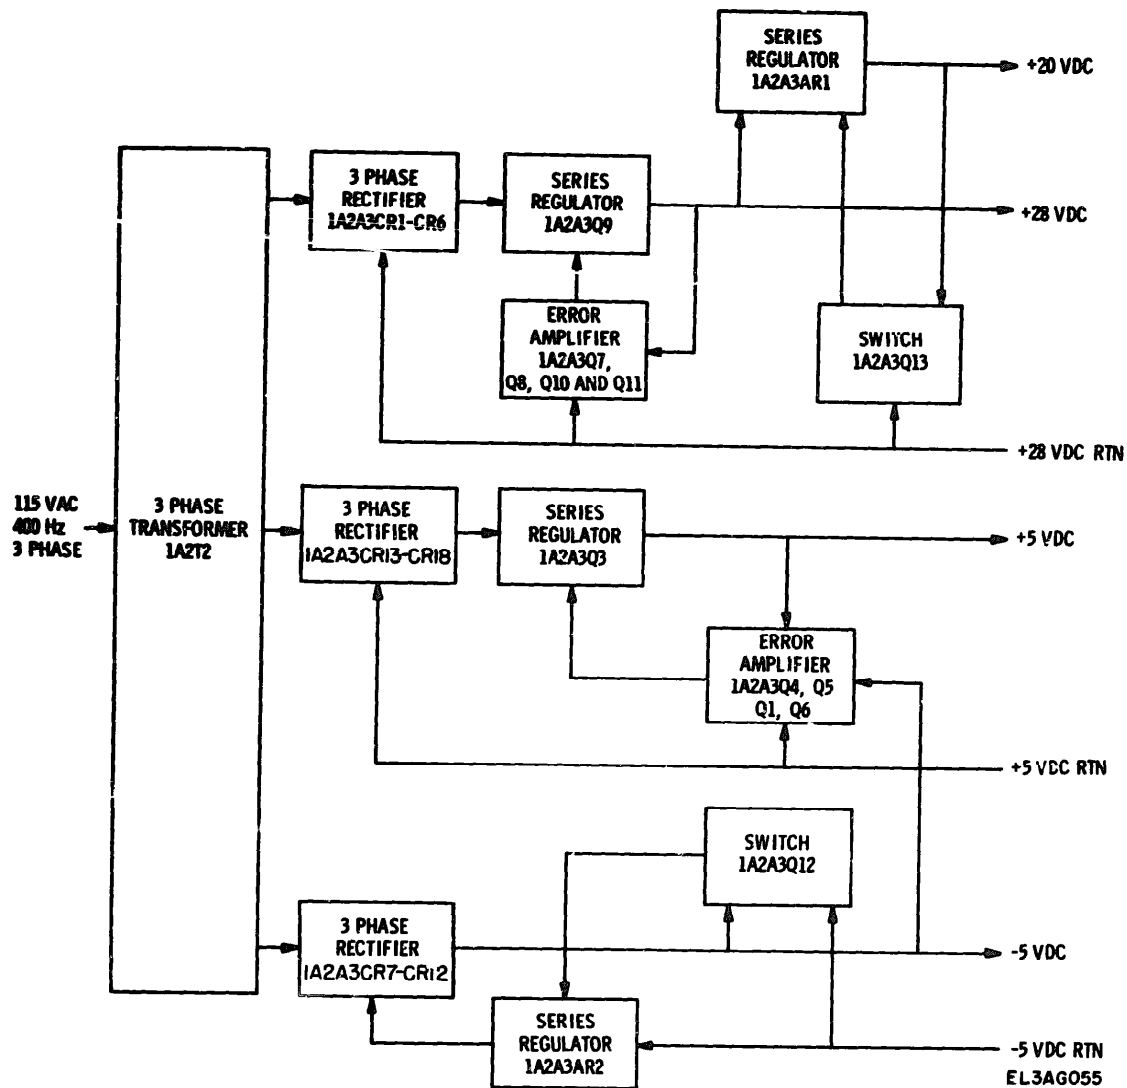 SERIES
REGULATOR
1A2A3AR1
+20 VDC
3 PHASE
RECTIFIER
1A2A3CR1-CR6
SERIES
REGULATOR
1A2A3Q9
+28 VDC
ERROR
AMPLIFIER
1A2A3Q7,
Q8, Q10 AND Q11
SWITCH
1A2A3Q13
+28 VDC RTN
115 VAC
400 Hz
3 PHASE
3 PHASE
TRANSFORMER
1A2T2
3 PHASE
RECTIFIER
1A2A3CR13-CR18
SERIES
REGULATOR
1A2A3Q3
+5 VDC
ERROR
AMPLIFIER
1A2A3Q4, Q5
Q1, Q6
+5 VDC RTN
SWITCH
1A2A3Q12
3 PHASE
RECTIFIER
1A2A3CR7-CR12
-5 VDC
SERIES
REGULATOR
1A2A3AR2
-5 VDC RTN
EL3AG055